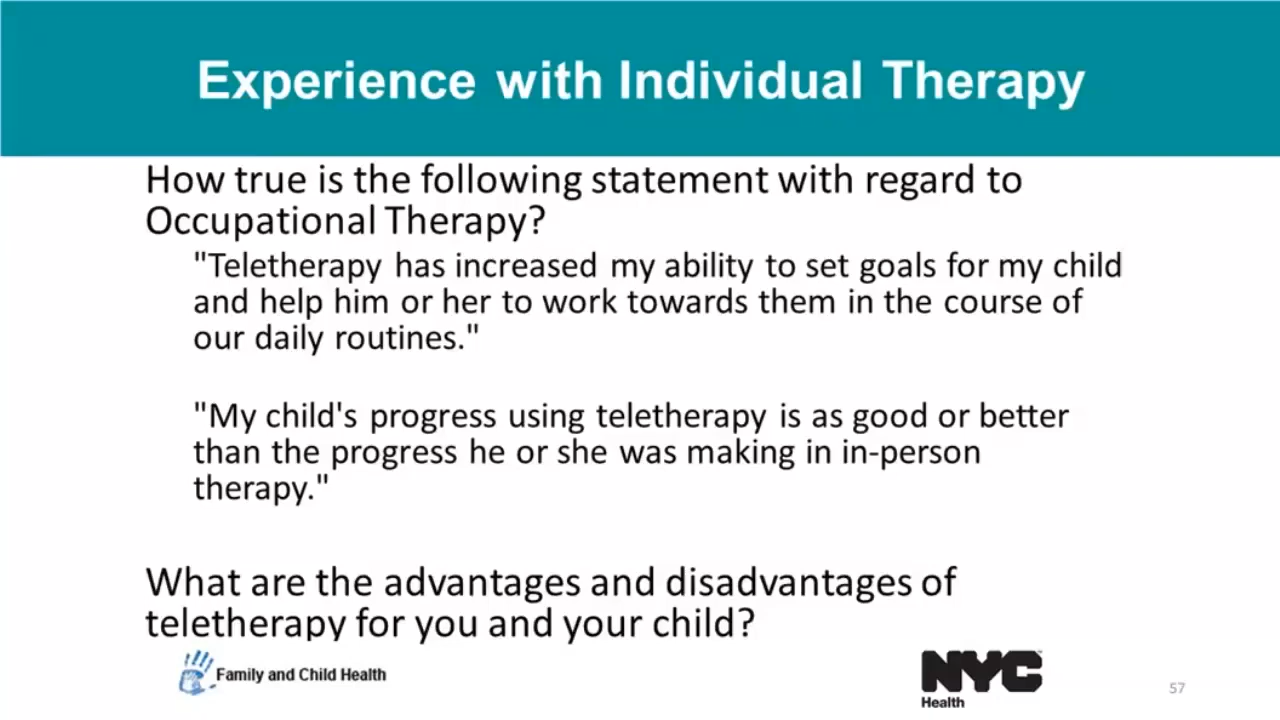 Experience with Individual Therapy
How true is the following statement with regard to
Occupational Therapy?
"Teletherapy has increased my ability to set goals for my child
and help him or her to work towards them in the course of
our daily routines."
"My child's progress using teletherapy is as good or better
than the progress he or she was making in in-person
therapy."
What are the advantages and disadvantages of
teletherapy for you and your child?
Family and Child Health
NYC
Health
57